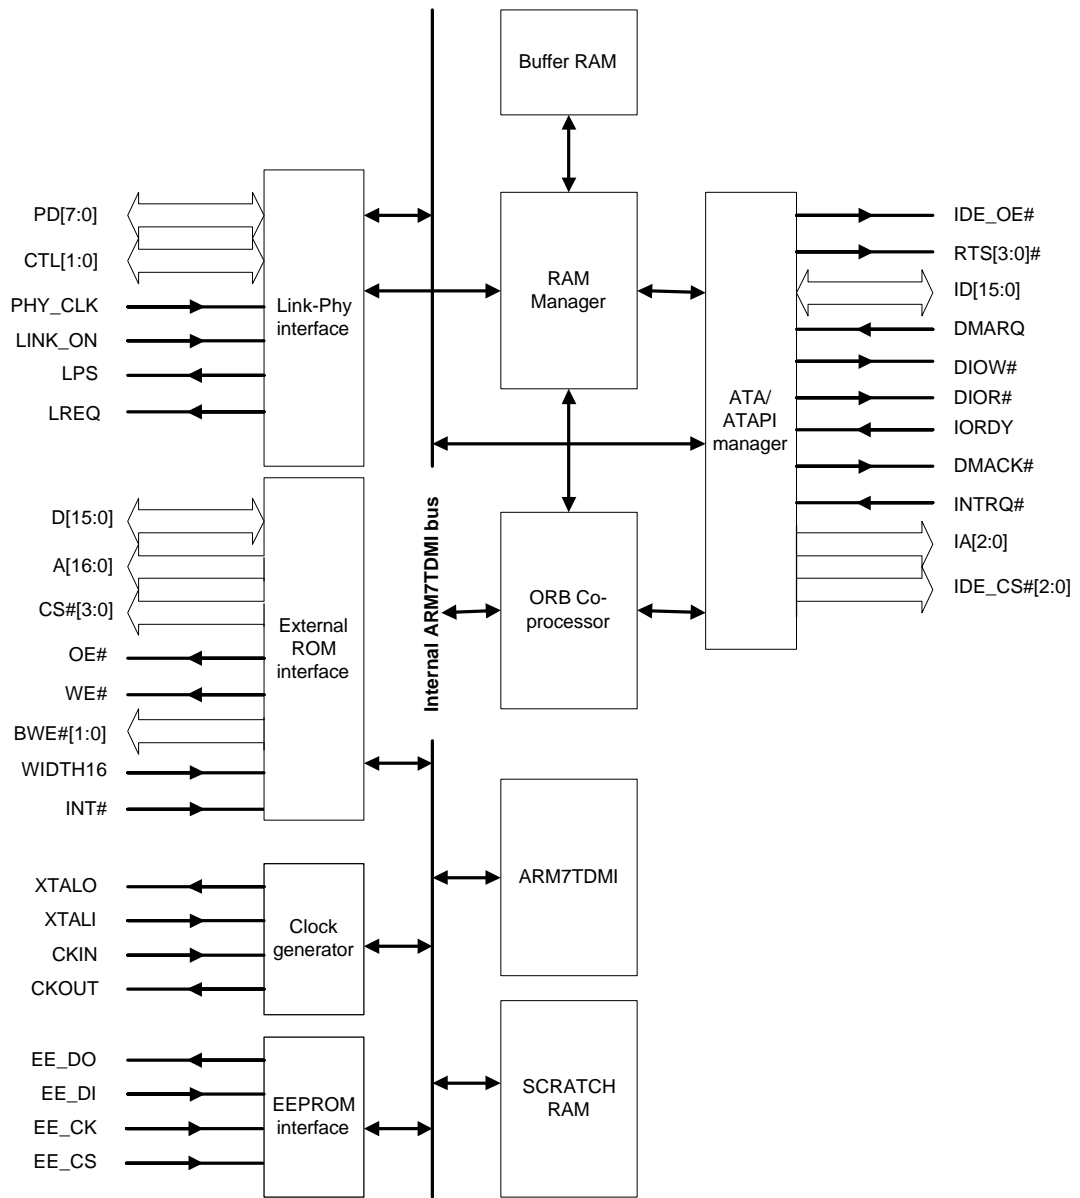 Buffer RAM
PD[7:0]
CTL[1:0]
PHY_CLK
LINK_ON
LPS
LREQ
Link-Phy
interface
RAM
Manager
ATA/
ATAPI
manager
IDE_OE#
RTS[3:0]#
ID[15:0]
DMARQ
DIOW#
DIOR#
IORDY
DMACK#
INTRQ#
IA[2:0]
IDE_CS#[2:0]
D[15:0]
A[16:0]
CS#[3:0]
OE#
WE#
BWE#[1:0]
WIDTH16
INT#
External
ROM
interface
Internal ARM7TDMI bus
ORB Co-
processor
XTALO
XTALI
CKIN
CKOUT
Clock
generator
ARM7TDMI
EE_DO
EE_DI
EE_CK
EE_CS
EEPROM
interface
SCRATCH
RAM